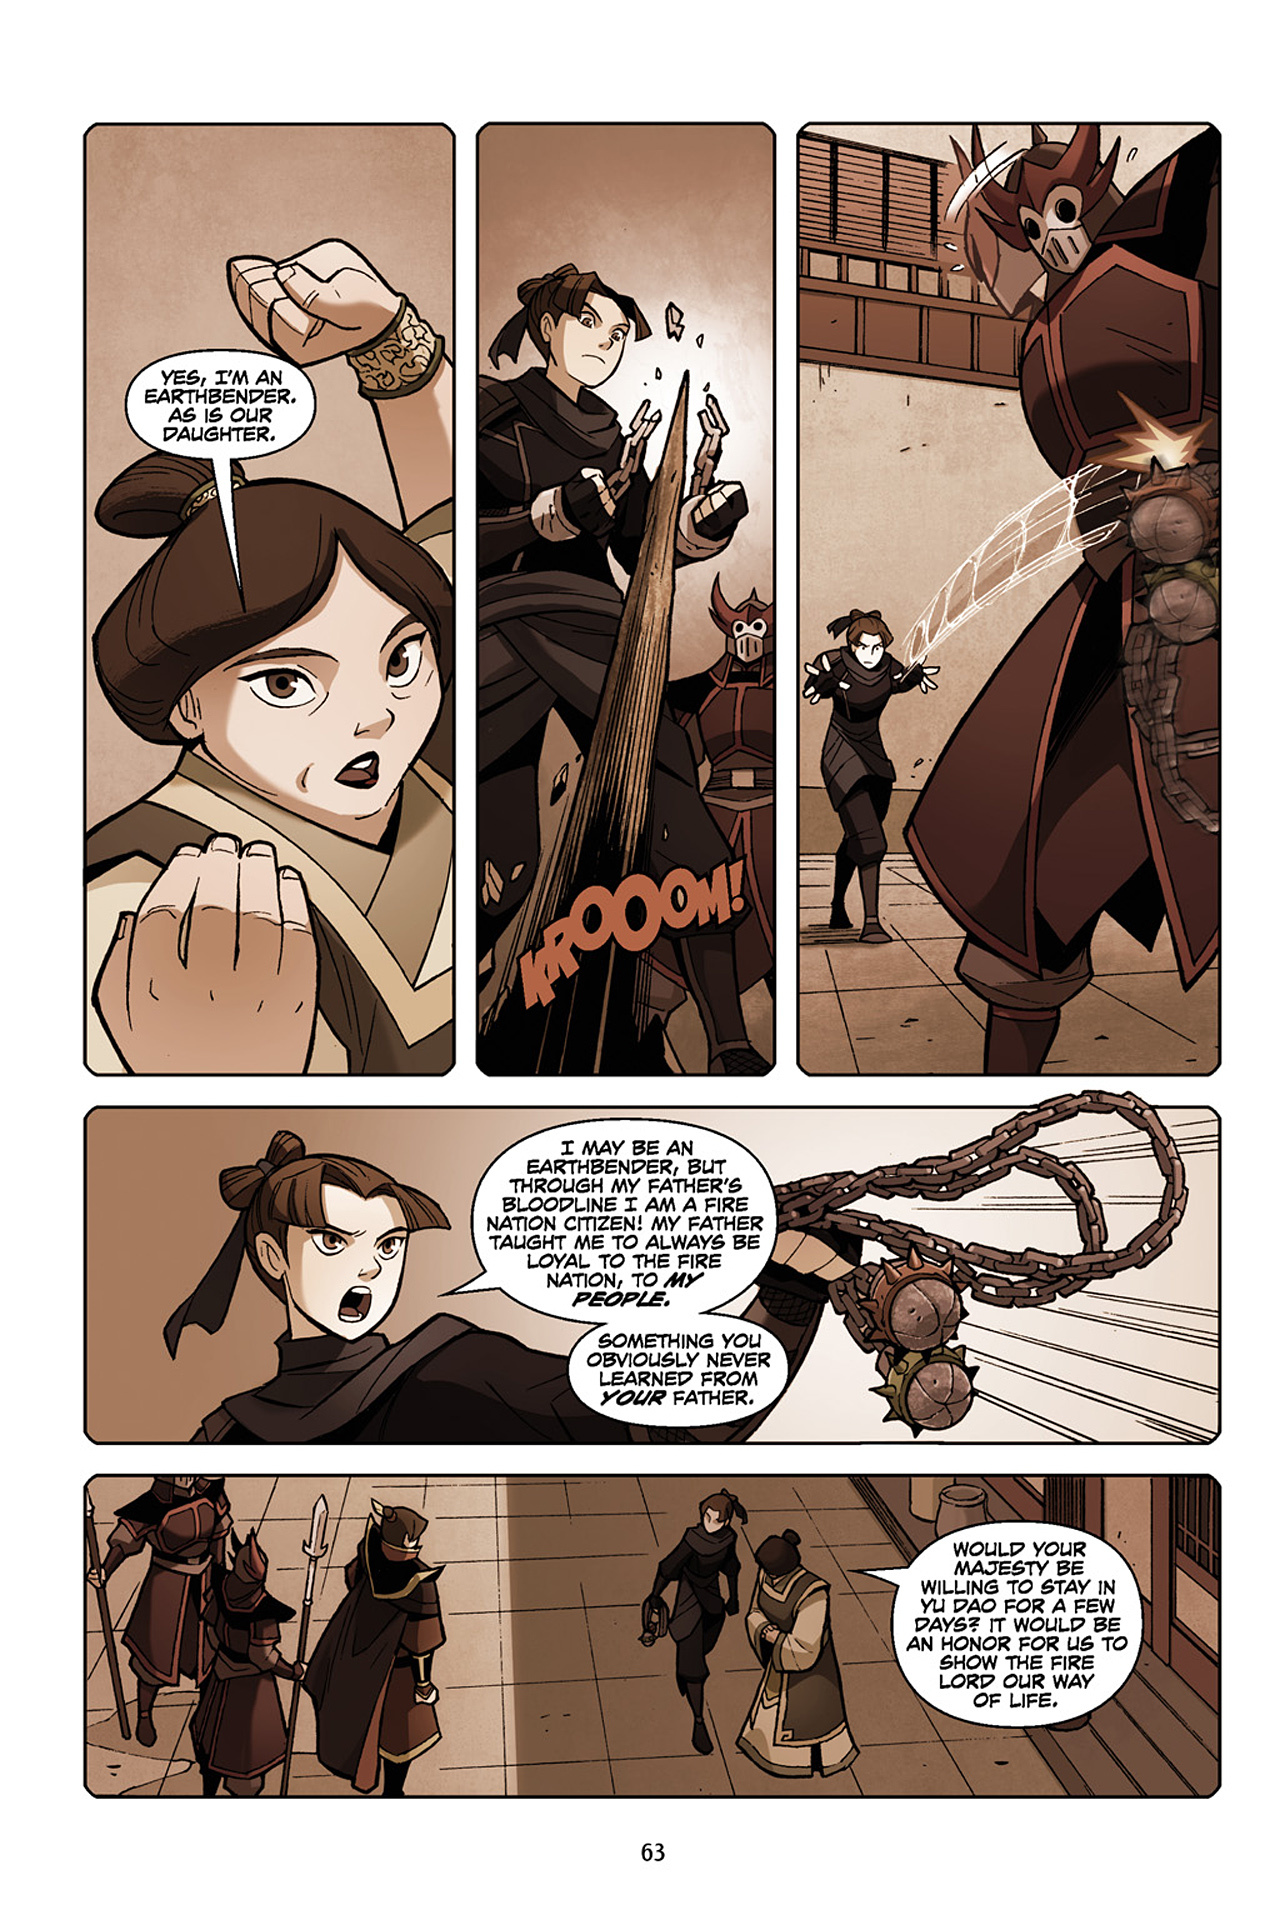 YES, I'M AN
EARTHBENDER.
AS IS OUR
DAUGHTER.
KROOOM!
I MAY BE AN
EARTHBENDER, BUT
THROUGH MY FATHER'S
BLOODLINE I AM A FIRE
NATION CITIZEN! MY FATHER
TAUGHT ME TO ALWAYS BE
LOYAL TO THE FIRE
NATION, TO MY
PEOPLE.
SOMETHING YOU
OBVIOUSLY NEVER
LEARNED FROM
YOUR FATHER.
WOULD YOUR
MAJESTY BE
WILLING TO STAY IN
YU DAO FOR A FEW
DAYS? IT WOULD BE
AN HONOR FOR US TO
SHOW THE FIRE
LORD OUR WAY
OF LIFE.
63